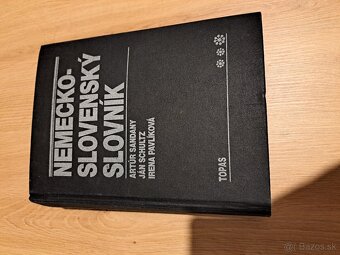 NEMECKO-
SLOVENSKÝ
SLOVNÍK
ARTÚR SANDANY
JÁN SCHULTZ
IRENA PAVLÍKOVÁ
TOPAS
© Bazos.sk